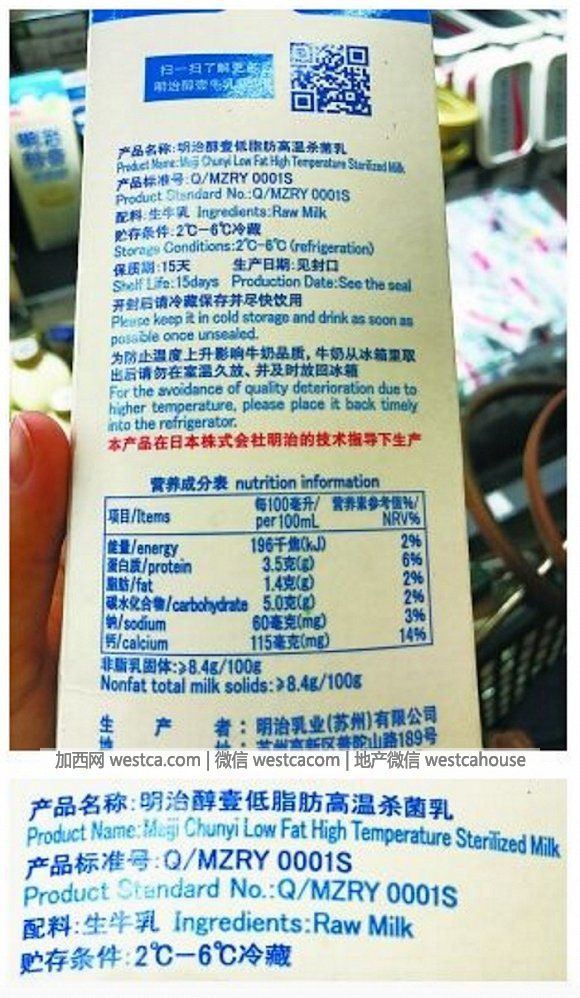 扫一扫了解更多
明治醇壹牛乳
产品名称:明治醇壹低脂肪高温杀菌乳
Product Name:Meiji Chunyi Low Fat High Temperature Sterilized Milk
产品标准号:Q/MZRY 0001S
Product Standard No.:Q/MZRY 0001S
配料:生牛乳 Ingredients:Raw Milk
贮存条件:2℃-6℃冷藏
Storage Conditions:2℃-6℃ (refrigeration)
保质期:15天 生产日期:见封口
Shelf Life:15days Production Date:See the seal
开封后请冷藏保存并尽快饮用
Please keep it in cold storage and drink as soon as
possible once unsealed.
为防止温度上升影响牛奶品质，牛奶从冰箱里取
出后请勿在室温久放、并及时放回冰箱
For the avoidance of quality deterioration due to
higher temperature, please place it back timely
into the refrigerator.
本产品在日本株式会社明治的技术指导下生产
营养成分表 nutrition information
项目/Items 每100毫升/per 100mL 营养素参考值%/NRV%
能量/energy 196千焦(kJ) 2%
蛋白质/protein 3.5克(g) 6%
脂肪/fat 1.4克(g) 2%
碳水化合物/carbohydrate 5.0克(g) 2%
钠/sodium 60毫克(mg) 3%
钙/calcium 115毫克(mg) 14%
非脂乳固体:≥8.4g/100g
Nonfat total milk solids:≥8.4g/100g
生产者:明治乳业(苏州)有限公司
地址:苏州高新区普陀山路189号
加西网 westca.com | 微信 westcacom | 地产微信 westcahouse
产品名称:明治醇壹低脂肪高温杀菌乳
Product Name:Meiji Chunyi Low Fat High Temperature Sterilized Milk
产品标准号:Q/MZRY 0001S
Product Standard No.:Q/MZRY 0001S
配料:生牛乳 Ingredients:Raw Milk
贮存条件:2℃-6℃冷藏